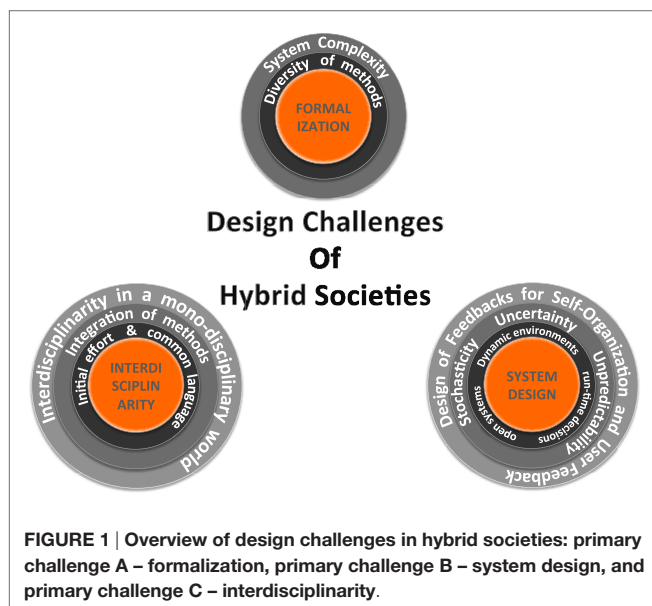 System Complexity
Diversity of methods
FORMAL
IZATION
Design Challenges
Of
Hybrid Societies
Interdisciplinarity in a mono-disciplinary world
Integration of methods
Initial effort & common language
INTERDI
SCIPLIN
ARITY
Design of Feedbacks for Self-Organization and User Feedback
Stochasticity Uncertainty Unpredictability
open systems Dynamic environments run-time decisions
SYSTEM
DESIGN
FIGURE 1 | Overview of design challenges in hybrid societies: primary
challenge A – formalization, primary challenge B – system design, and
primary challenge C – interdisciplinarity.